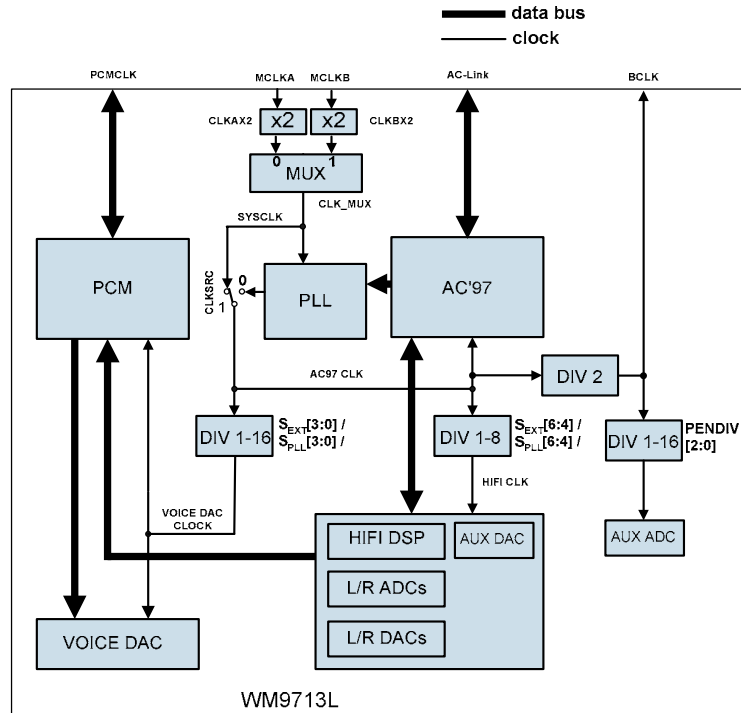 data bus
clock
PCMCLK
MCLKA
MCLKB
AC-Link
BCLK
CLKAX2
x2
x2
CLKBX2
0
1
MUX
CLK_MUX
SYSCLK
PCM
CLKSRC
0
1
PLL
AC'97
AC97 CLK
DIV 2
DIV 1-16
SEXT[3:0] /
SPLL[3:0] /
DIV 1-8
SEXT[6:4] /
SPLL[6:4] /
DIV 1-16
PENDIV
[2:0]
HIFI CLK
VOICE DAC
CLOCK
HIFI DSP
AUX DAC
AUX ADC
L/R ADCs
L/R DACs
VOICE DAC
WM9713L